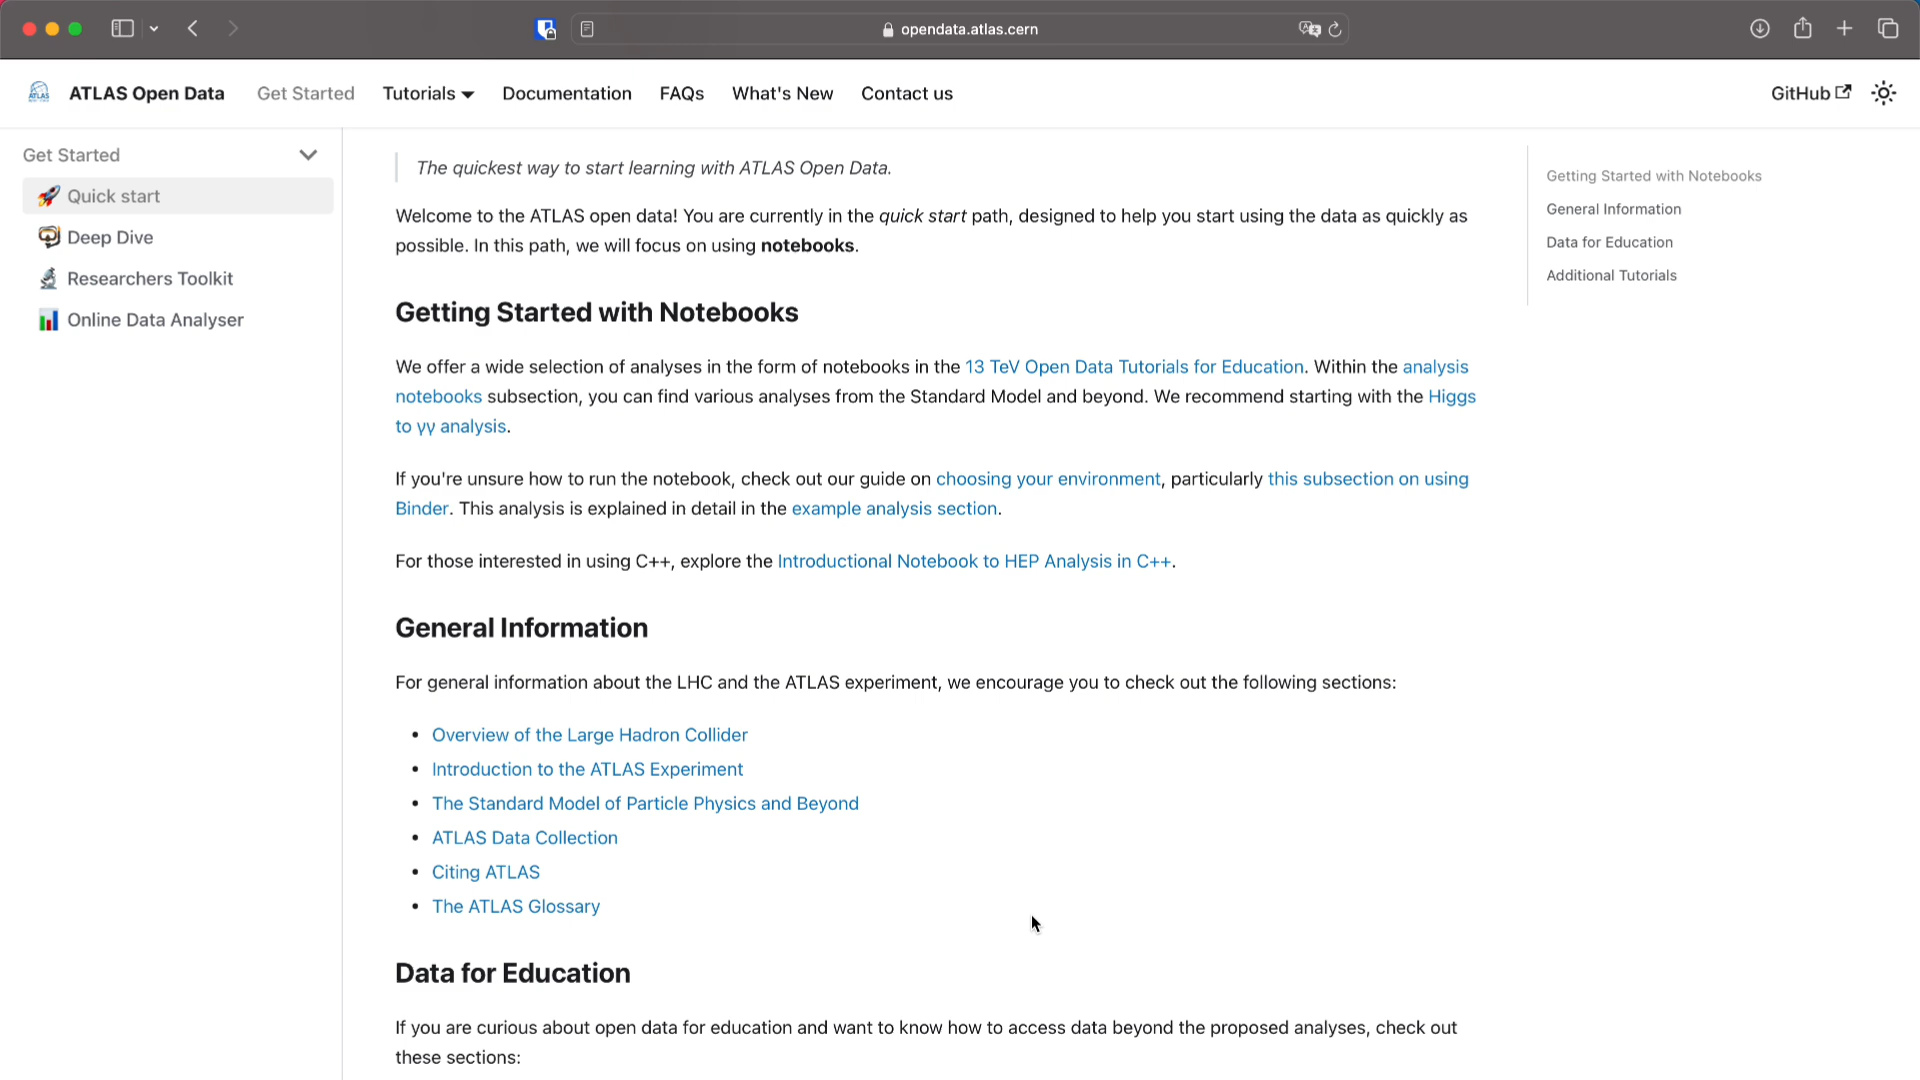 opendata.atlas.cern
ATLAS Open Data Get Started Tutorials Documentation FAQs What's New Contact us GitHub
Get Started
Quick start
Deep Dive
Researchers Toolkit
Online Data Analyser
The quickest way to start learning with ATLAS Open Data.
Welcome to the ATLAS open data! You are currently in the quick start path, designed to help you start using the data as quickly as
possible. In this path, we will focus on using notebooks.
Getting Started with Notebooks
We offer a wide selection of analyses in the form of notebooks in the 13 TeV Open Data Tutorials for Education. Within the analysis
notebooks subsection, you can find various analyses from the Standard Model and beyond. We recommend starting with the Higgs
to γγ analysis.
If you're unsure how to run the notebook, check out our guide on choosing your environment, particularly this subsection on using
Binder. This analysis is explained in detail in the example analysis section.
For those interested in using C++, explore the Introductional Notebook to HEP Analysis in C++.
General Information
For general information about the LHC and the ATLAS experiment, we encourage you to check out the following sections:
• Overview of the Large Hadron Collider
• Introduction to the ATLAS Experiment
• The Standard Model of Particle Physics and Beyond
• ATLAS Data Collection
• Citing ATLAS
• The ATLAS Glossary
Data for Education
If you are curious about open data for education and want to know how to access data beyond the proposed analyses, check out
these sections:
Getting Started with Notebooks
General Information
Data for Education
Additional Tutorials